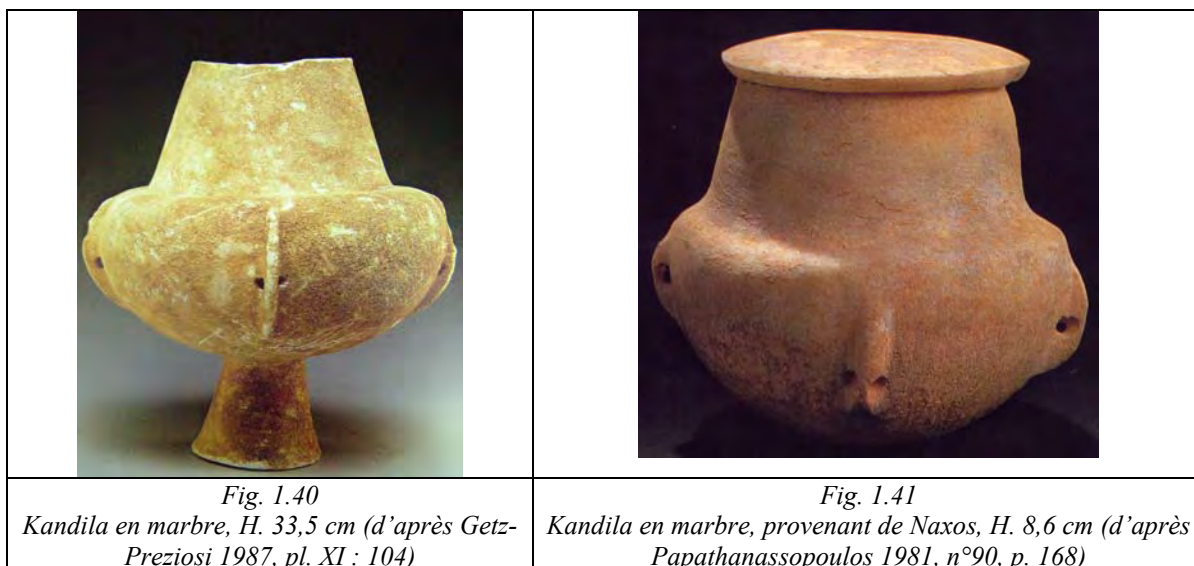 Fig. 1.40
Kandila en marbre, H. 33,5 cm (d’après Getz-
Preziosi 1987, pl. XI : 104)
Fig. 1.41
Kandila en marbre, provenant de Naxos, H. 8,6 cm (d’après
Papathanassopoulos 1981, n°90, p. 168)